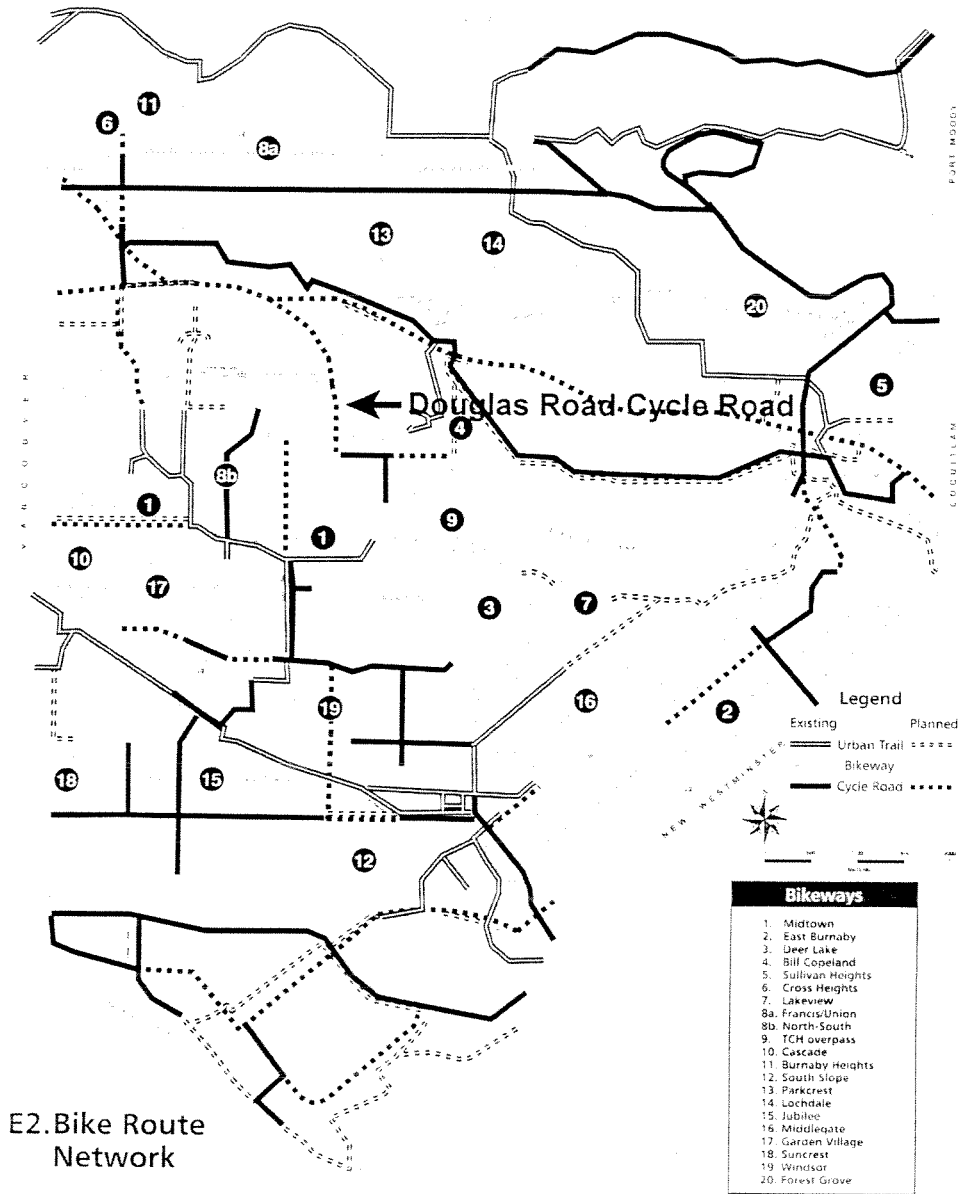 11
6
8a
PORT MOODY
13
14
20
VANCOUVER
5
Douglas Road Cycle Road
4
8b
COQUITLAM
1
1
9
10
17
3
7
16
2
19
Legend
Existing
Planned
Urban Trail
Bikeway
Cycle Road
18
15
NEW WESTMINSTER
12
Bikeways
1. Midtown
2. East Burnaby
3. Deer Lake
4. Bill Copeland
5. Sullivan Heights
6. Cross Heights
7. Lakeview
8a. Francis/Union
8b. North-South
9. TCH overpass
10. Cascade
11. Burnaby Heights
12. South Slope
13. Parkcrest
14. Lochdale
15. Jubilee
16. Middlegate
17. Garden Village
18. Suncrest
19. Windsor
20. Forest Grove
E2.Bike Route
Network